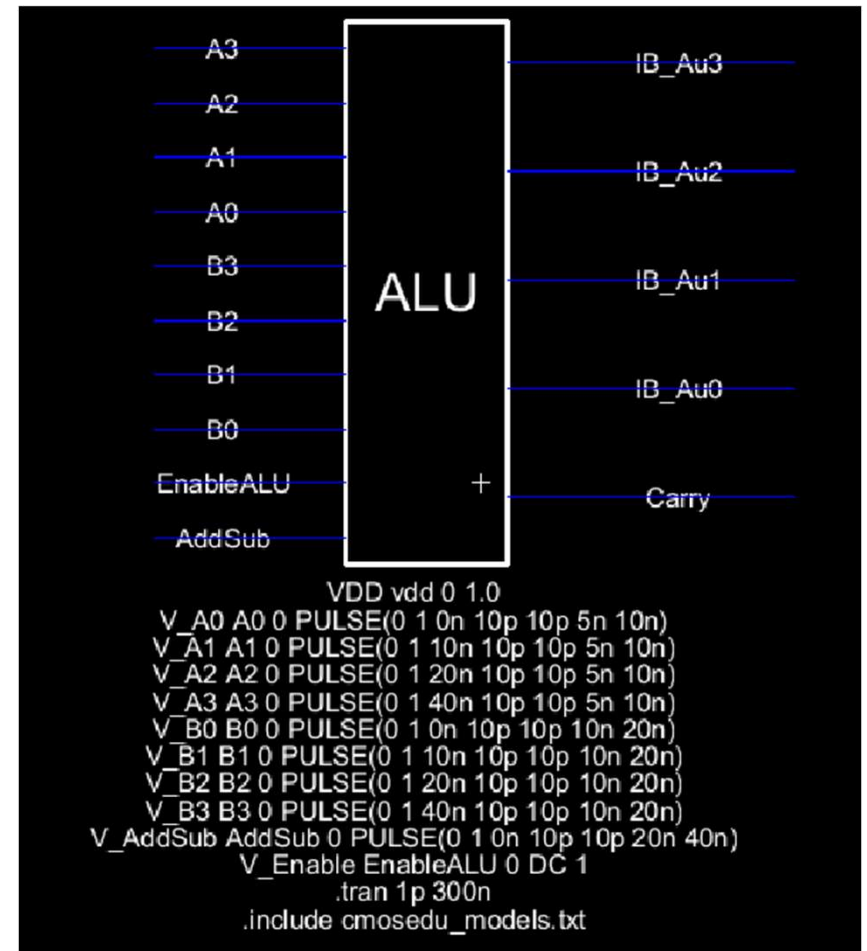 A3
A2
A1
A0
B3
B2
B1
B0
EnableALU
AddSub
ALU
IB_Au3
IB_Au2
IB_Au1
IB_Au0
Carry
VDD vdd 0 1.0
V_A0 A0 0 PULSE(0 1 0n 10p 10p 5n 10n)
V_A1 A1 0 PULSE(0 1 10n 10p 10p 5n 10n)
V_A2 A2 0 PULSE(0 1 20n 10p 10p 5n 10n)
V_A3 A3 0 PULSE(0 1 40n 10p 10p 5n 10n)
V_B0 B0 0 PULSE(0 1 0n 10p 10p 10n 20n)
V_B1 B1 0 PULSE(0 1 10n 10p 10p 10n 20n)
V_B2 B2 0 PULSE(0 1 20n 10p 10p 10n 20n)
V_B3 B3 0 PULSE(0 1 40n 10p 10p 10n 20n)
V_AddSub AddSub 0 PULSE(0 1 0n 10p 10p 20n 40n)
V_Enable EnableALU 0 DC 1
.tran 1p 300n
.include cmosedu_models.txt